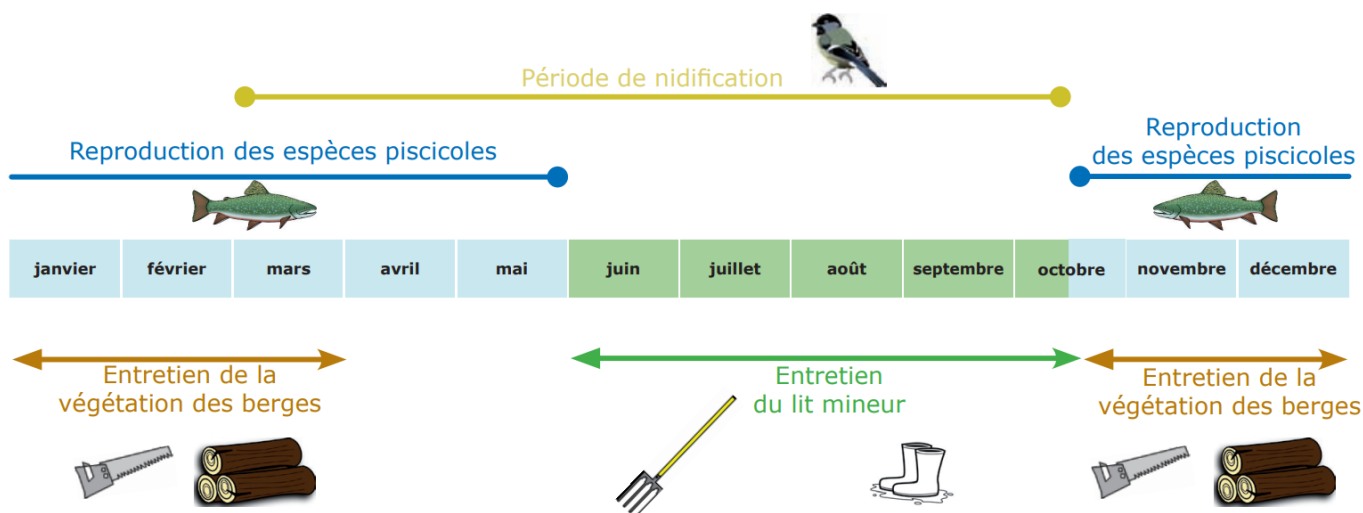 Période de nidification
Reproduction des espèces piscicoles
Reproduction
des espèces piscicoles
janvier février mars avril mai juin juillet août septembre octobre novembre décembre
Entretien de la
végétation des berges
Entretien
du lit mineur
Entretien de la
végétation des berges